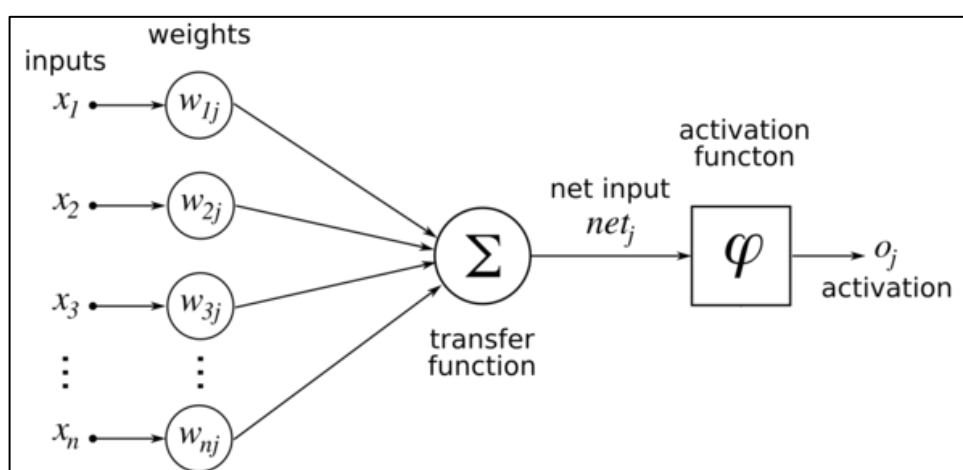 weights
inputs
x1
w1j
x2
w2j
x3
w3j
⋮
⋮
xn
wnj
Σ
transfer
function
net input
netj
activation
functon
φ
oj
activation